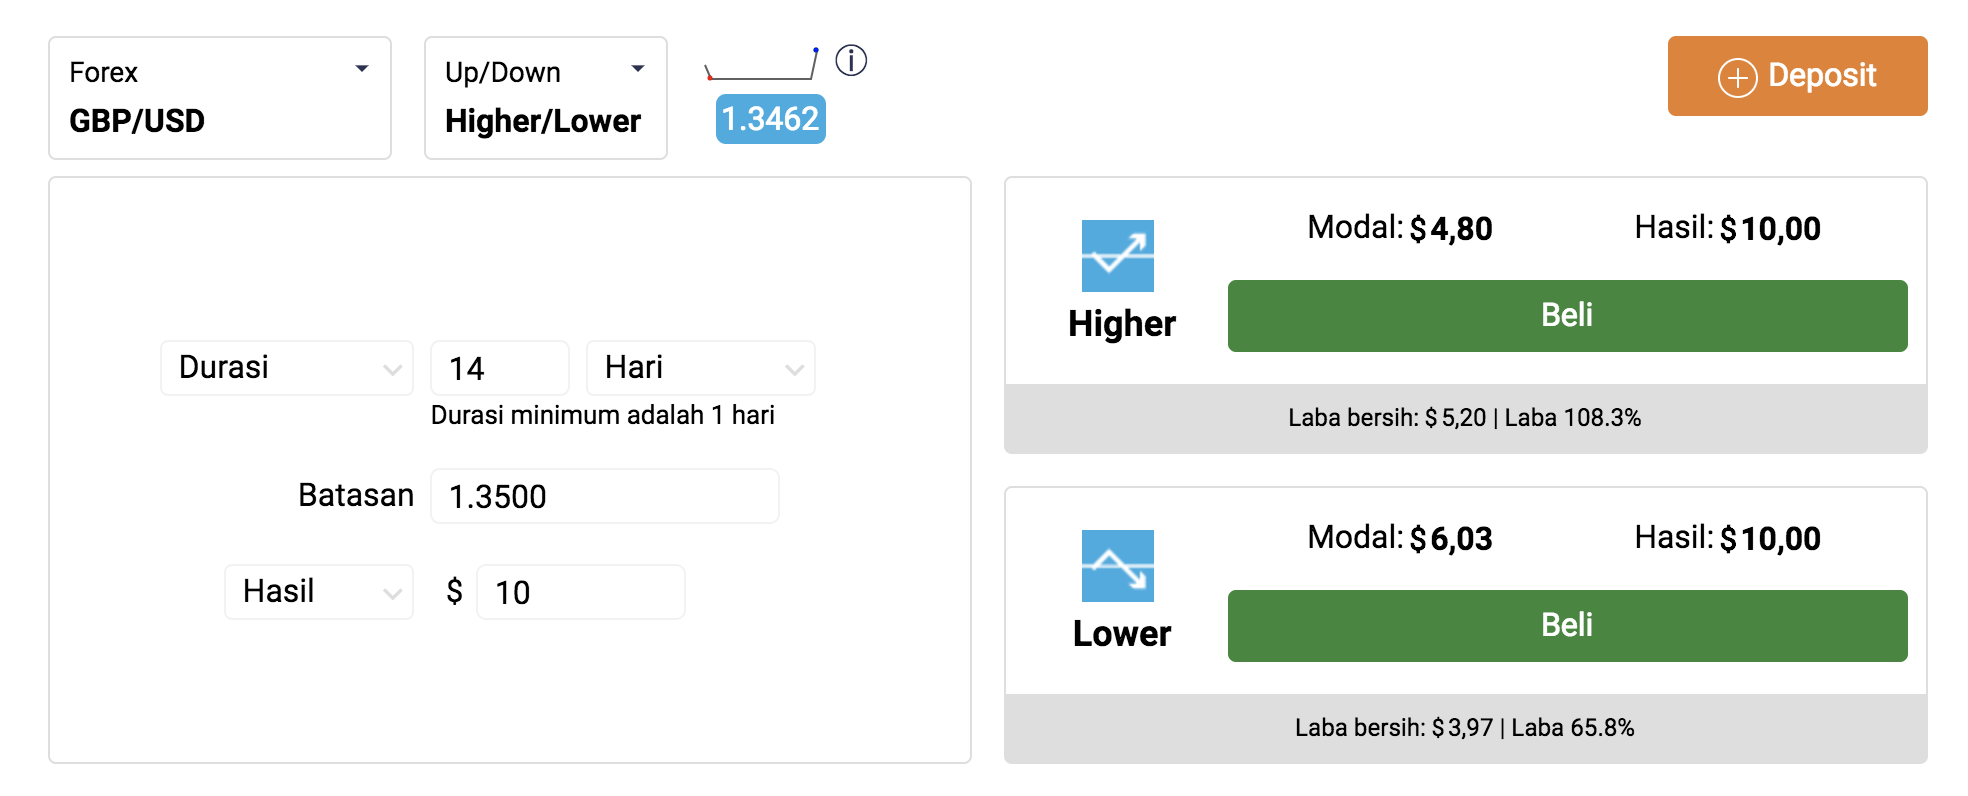 Forex
GBP/USD
Up/Down
Higher/Lower
1.3462
Deposit
Durasi
14
Hari
Durasi minimum adalah 1 hari
Batasan
1.3500
Hasil
$
10
Higher
Modal: $ 4,80
Hasil: $ 10,00
Beli
Laba bersih: $ 5,20 | Laba 108.3%
Lower
Modal: $ 6,03
Hasil: $ 10,00
Beli
Laba bersih: $ 3,97 | Laba 65.8%